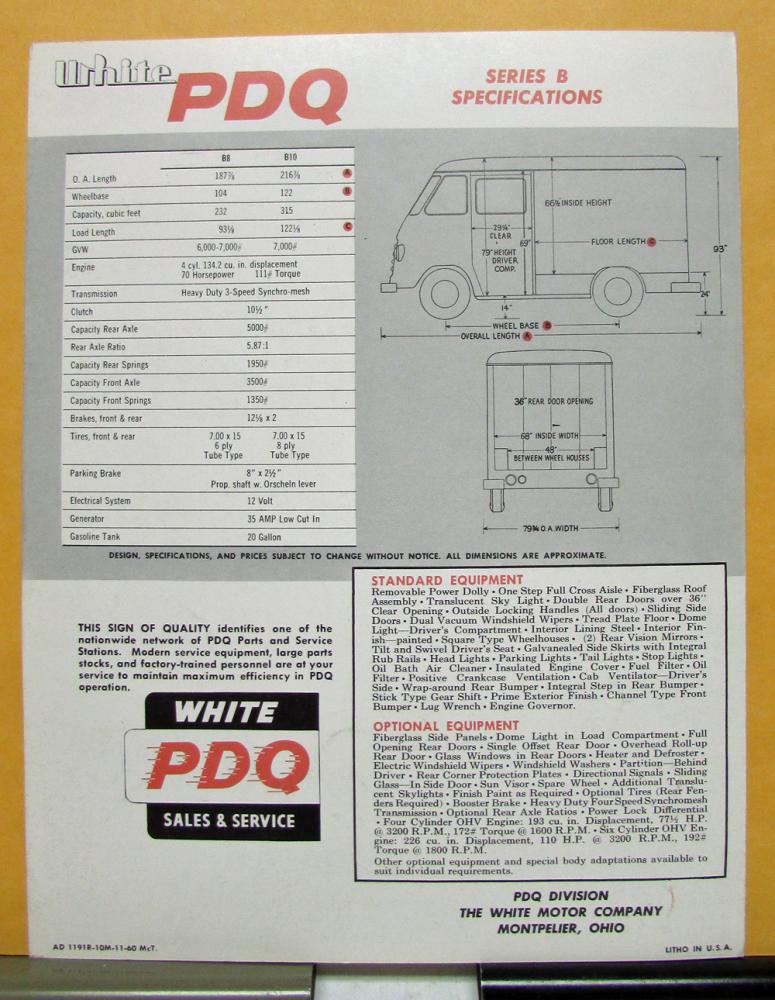 White PDQ
SERIES B
SPECIFICATIONS
B8 B10
O. A. Length 187⅞ 216⅞ A
Wheelbase 104 122 B
Capacity, cubic feet 232 315
Load Length 93⅛ 122⅛ C
GVW 6,000-7,000# 7,000#
Engine 4 cyl. 134.2 cu. in. displacement
70 Horsepower 111# Torque
Transmission Heavy Duty 3-Speed Synchro-mesh
Clutch 10½"
Capacity Rear Axle 5000#
Rear Axle Ratio 5.87:1
Capacity Rear Springs 1950#
Capacity Front Axle 3500#
Capacity Front Springs 1350#
Brakes, front & rear 12⅛ x 2
Tires, front & rear 7.00 x 15 7.00 x 15
6 ply 8 ply
Tube Type Tube Type
Parking Brake 8" x 2½"
Prop. shaft w. Orscheln lever
Electrical System 12 Volt
Generator 35 AMP Low Cut In
Gasoline Tank 20 Gallon
66½ INSIDE HEIGHT
29¼"
CLEAR
69"
79" HEIGHT
DRIVER
COMP.
FLOOR LENGTH C
93"
24"
14"
WHEEL BASE B
OVERALL LENGTH A
36" REAR DOOR OPENING
68" INSIDE WIDTH
48"
BETWEEN WHEEL HOUSES
79¾ O.A. WIDTH
DESIGN, SPECIFICATIONS, AND PRICES SUBJECT TO CHANGE WITHOUT NOTICE. ALL DIMENSIONS ARE APPROXIMATE.
THIS SIGN OF QUALITY identifies one of the
nationwide network of PDQ Parts and Service
Stations. Modern service equipment, large parts
stocks, and factory-trained personnel are at your
service to maintain maximum efficiency in PDQ
operation.
WHITE
PDQ
SALES & SERVICE
STANDARD EQUIPMENT
Removable Power Dolly • One Step Full Cross Aisle • Fiberglass Roof
Assembly • Translucent Sky Light • Double Rear Doors over 36"
Clear Opening • Outside Locking Handles (All doors) • Sliding Side
Doors • Dual Vacuum Windshield Wipers • Tread Plate Floor • Dome
Light—Driver's Compartment • Interior Lining Steel • Interior Fin-
ish—painted • Square Type Wheelhouses • (2) Rear Vision Mirrors •
Tilt and Swivel Driver's Seat • Galvanealed Side Skirts with Integral
Rub Rails • Head Lights • Parking Lights • Tail Lights • Stop Lights •
Oil Bath Air Cleaner • Insulated Engine Cover • Fuel Filter • Oil
Filter • Positive Crankcase Ventilation • Cab Ventilator—Driver's
Side • Wrap-around Rear Bumper • Integral Step in Rear Bumper •
Stick Type Gear Shift • Prime Exterior Finish • Channel Type Front
Bumper • Lug Wrench • Engine Governor.
OPTIONAL EQUIPMENT
Fiberglass Side Panels • Dome Light in Load Compartment • Full
Opening Rear Doors • Single Offset Rear Door • Overhead Roll-up
Rear Door • Glass Windows in Rear Doors • Heater and Defroster •
Electric Windshield Wipers • Windshield Washers • Partition—Behind
Driver • Rear Corner Protection Plates • Directional Signals • Sliding
Glass—In Side Door • Sun Visor • Spare Wheel • Additional Translu-
cent Skylights • Finish Paint as Required • Optional Tires (Rear Fen-
ders Required) • Booster Brake • Heavy Duty Four Speed Synchromesh
Transmission • Optional Rear Axle Ratios • Power Lock Differential
• Four Cylinder OHV Engine: 193 cu. in. Displacement, 77½ H.P.
@ 3200 R.P.M., 172# Torque @ 1600 R.P.M. • Six Cylinder OHV En-
gine: 226 cu. in. Displacement, 110 H.P. @ 3200 R.P.M., 192#
Torque @ 1800 R.P.M.
Other optional equipment and special body adaptations available to
suit individual requirements.
PDQ DIVISION
THE WHITE MOTOR COMPANY
MONTPELIER, OHIO
AD 1191R-10M-11-60 McT.
LITHO IN U.S.A.